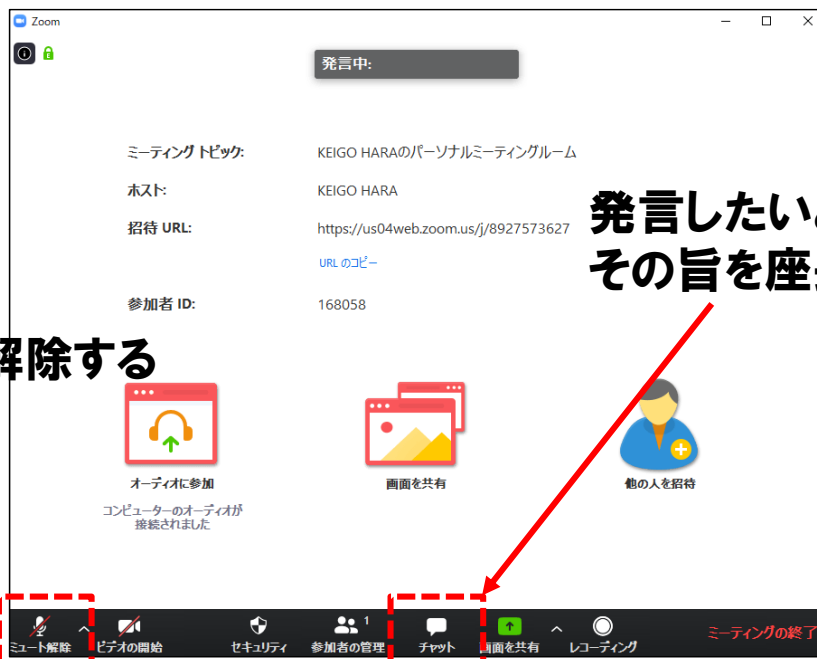 Zoom
発言中:
ミーティング トピック: KEIGO HARAのパーソナルミーティングルーム
ホスト: KEIGO HARA
招待 URL: https://us04web.zoom.us/j/8927573627
URL のコピー
参加者 ID: 168058
発言したい
その旨を座
解除する
オーディオに参加
コンピューターのオーディオが
接続されました
画面を共有
他の人を招待
ミュート解除 ビデオの開始 セキュリティ 参加者の管理 1 チャット 画面を共有 レコーディング ミーティングの終了